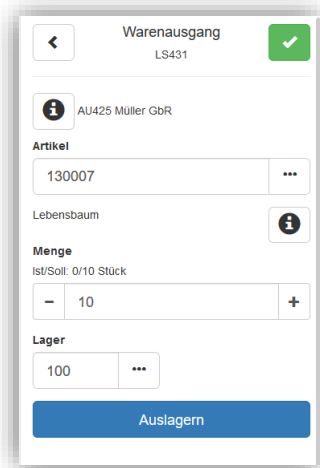 Warenausgang
LS431
AU425 Müller GbR
Artikel
130007
Lebensbaum
Menge
Ist/Soll: 0/10 Stück
10
Lager
100
Auslagern